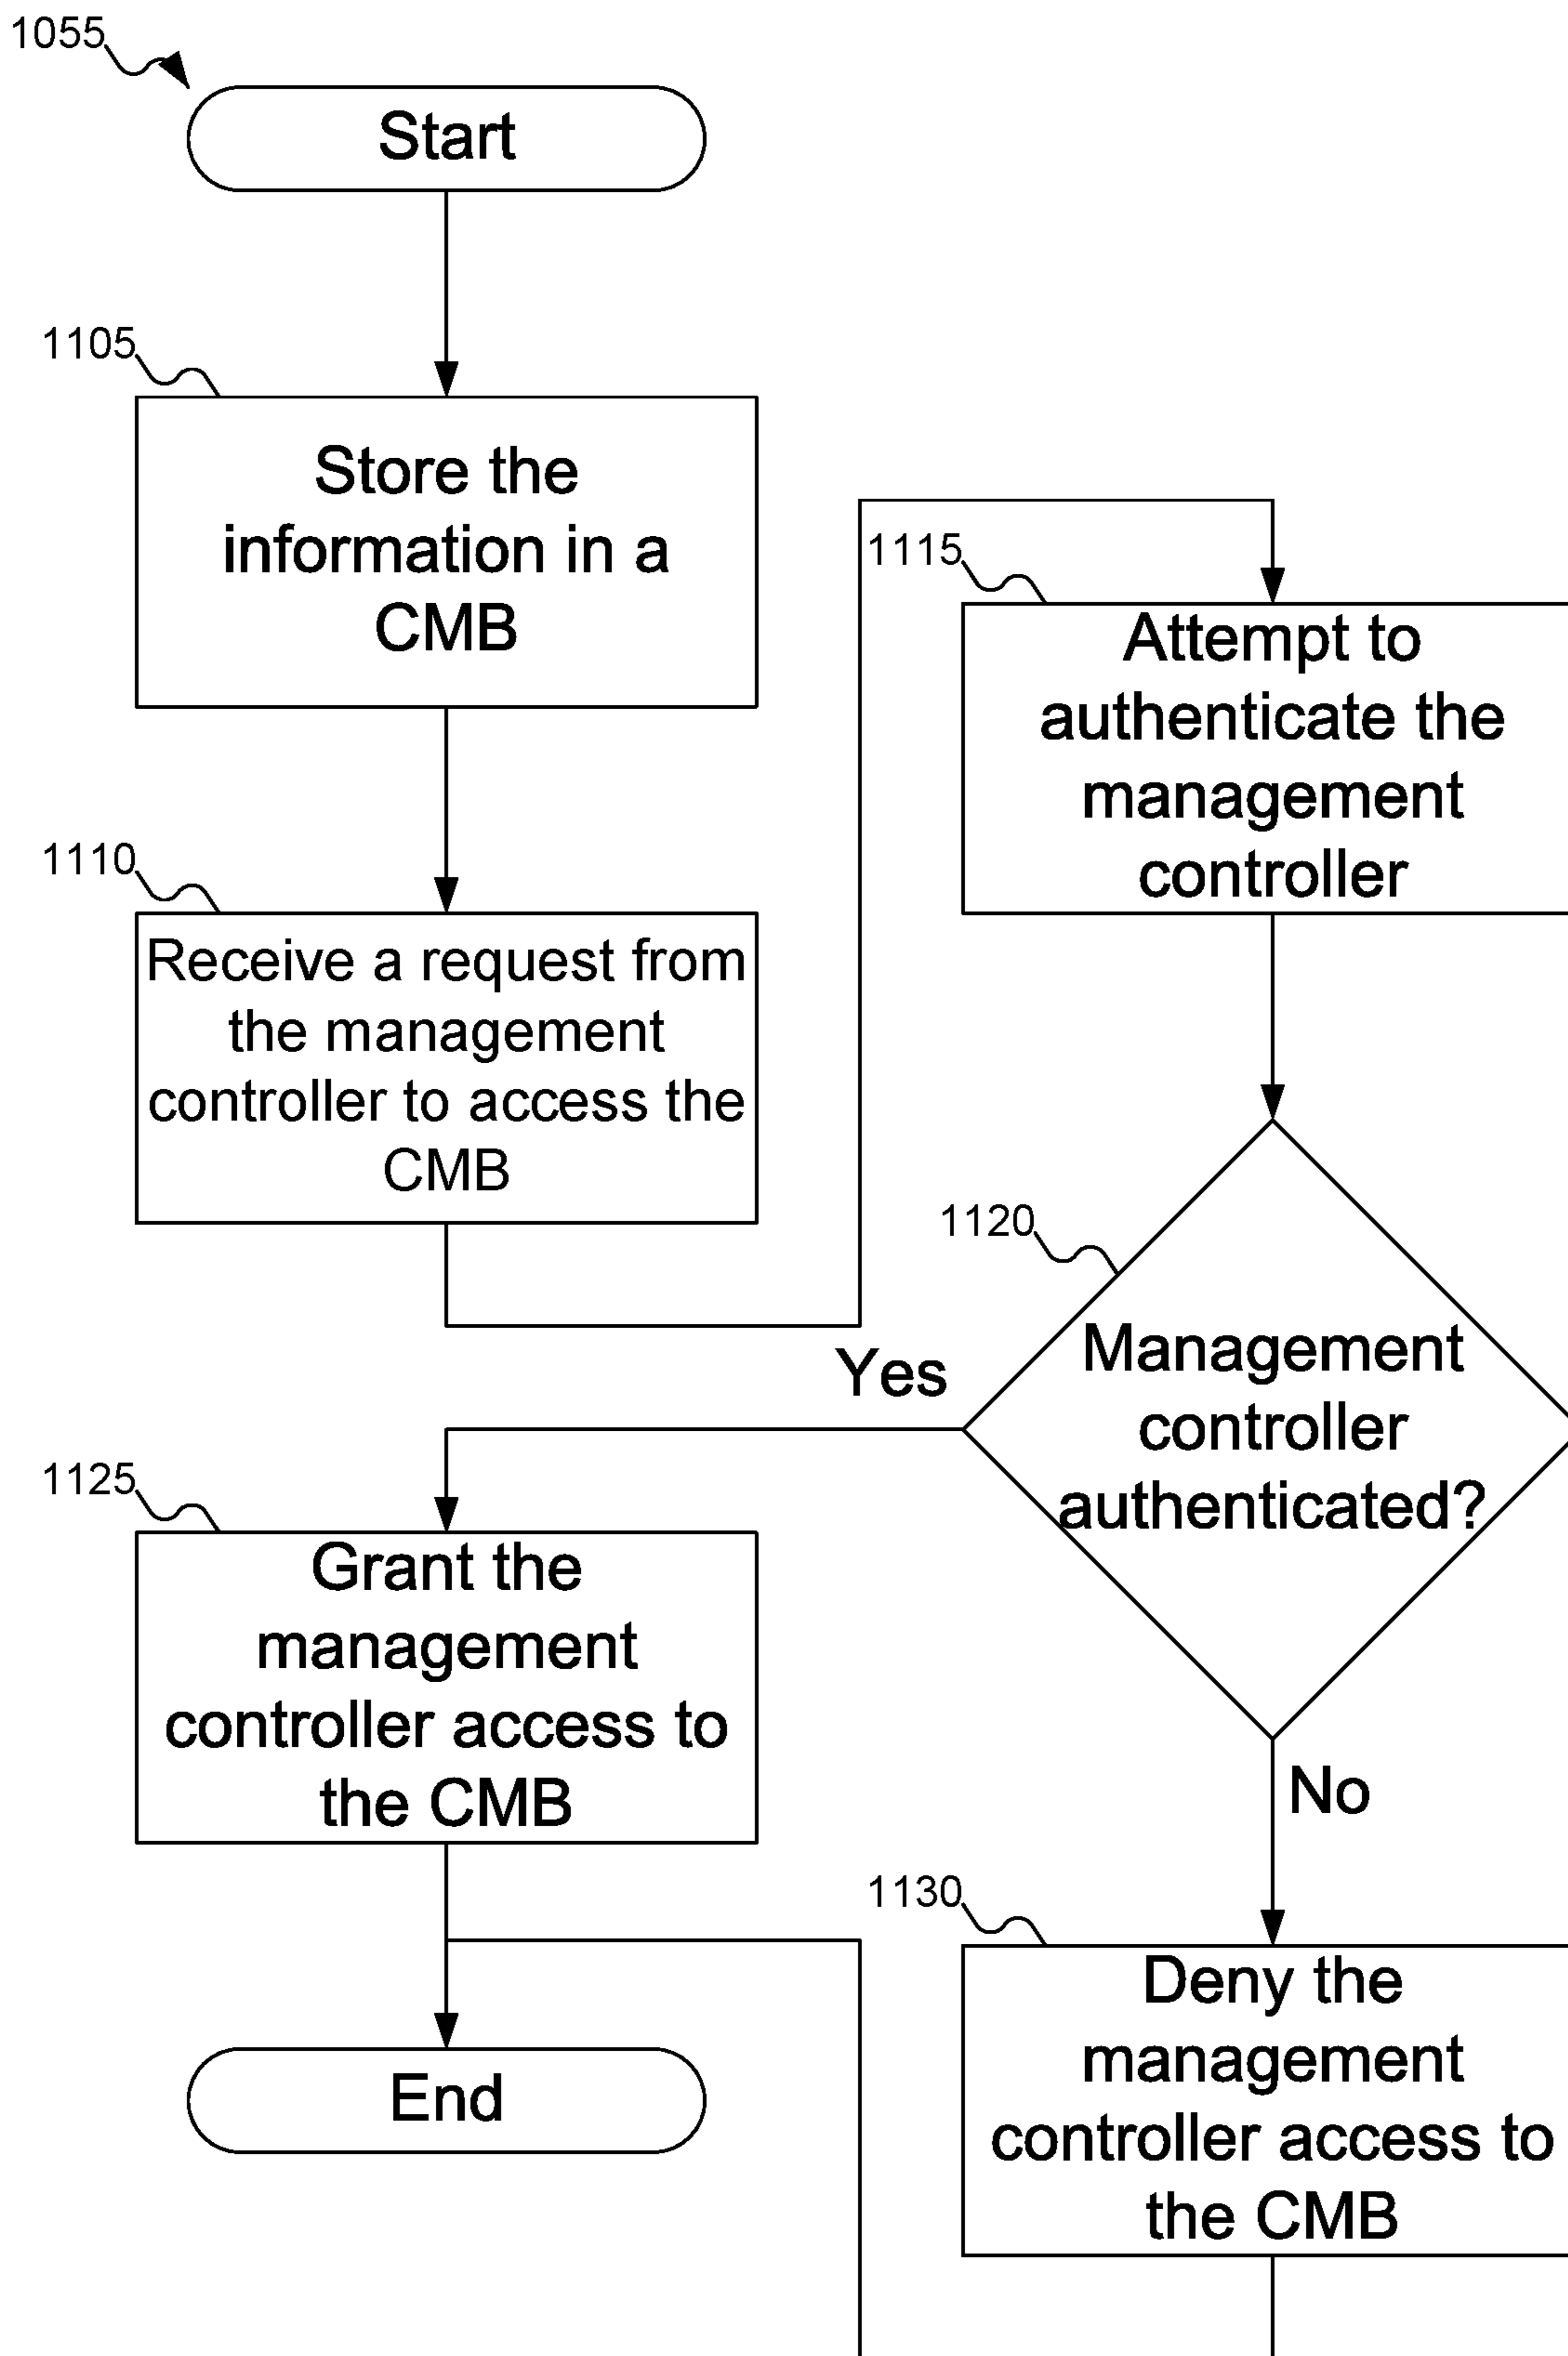 1055
Start
1105
Store the
information in a
CMB
1110
Receive a request from
the management
controller to access the
CMB
1115
Attempt to
authenticate the
management
controller
1120
Management
controller
authenticated?
Yes
No
1125
Grant the
management
controller access to
the CMB
1130
Deny the
management
controller access to
the CMB
End